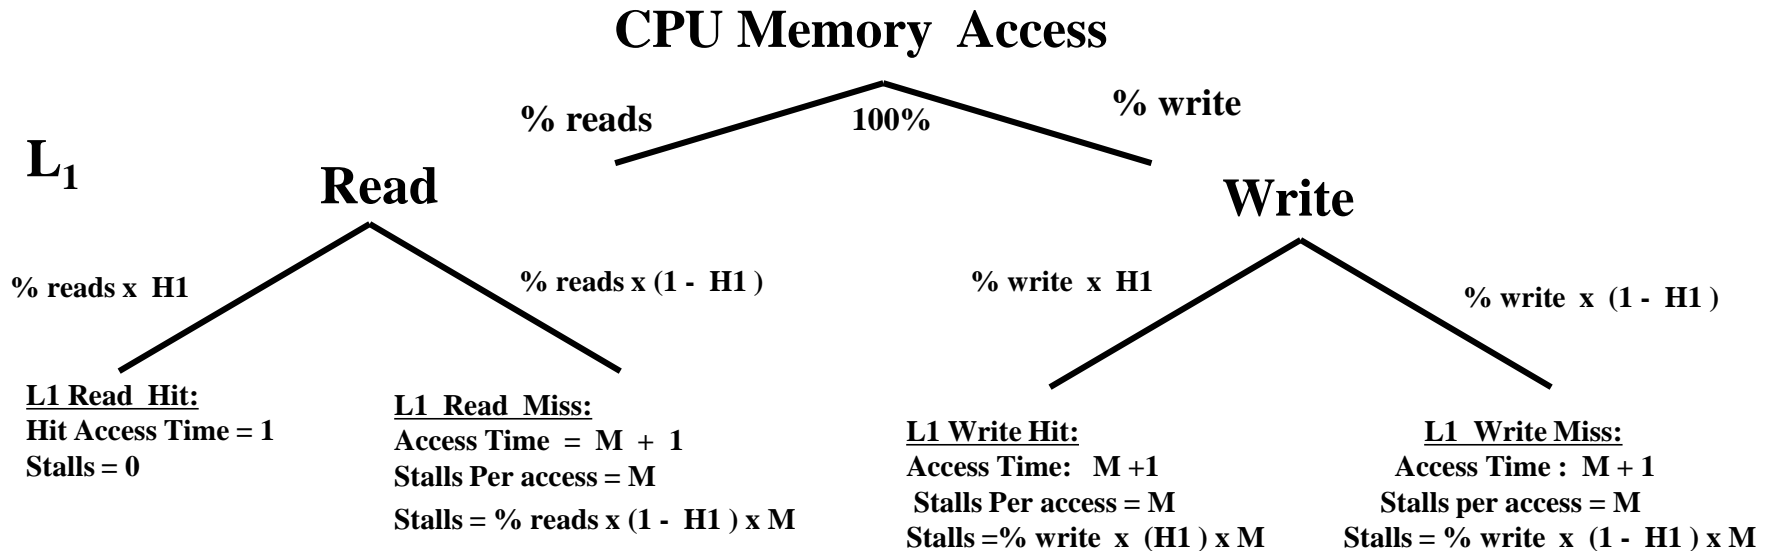 CPU Memory Access
% reads
100%
% write
L1
Read
Write
% reads x H1
% reads x (1 - H1 )
% write x H1
% write x (1 - H1 )
L1 Read Hit:
Hit Access Time = 1
Stalls = 0
L1 Read Miss:
Access Time = M + 1
Stalls Per access = M
Stalls = % reads x (1 - H1 ) x M
L1 Write Hit:
Access Time: M +1
Stalls Per access = M
Stalls =% write x (H1 ) x M
L1 Write Miss:
Access Time : M + 1
Stalls per access = M
Stalls = % write x (1 - H1 ) x M